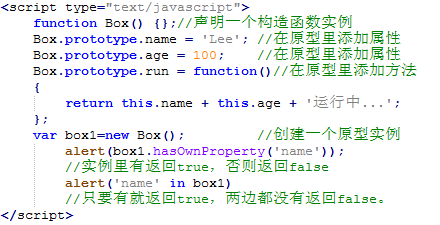 <script type="text/javascript">
function Box() {};//声明一个构造函数实例
Box.prototype.name = 'Lee'; //在原型里添加属性
Box.prototype.age = 100; //在原型里添加属性
Box.prototype.run = function()//在原型里添加方法
{
return this.name + this.age + '运行中...';
};
var box1=new Box(); //创建一个原型实例
alert(box1.hasOwnProperty('name'));
//实例里有返回true，否则返回false
alert('name' in box1)
//只要有就返回true，两边都没有返回false。
</script>